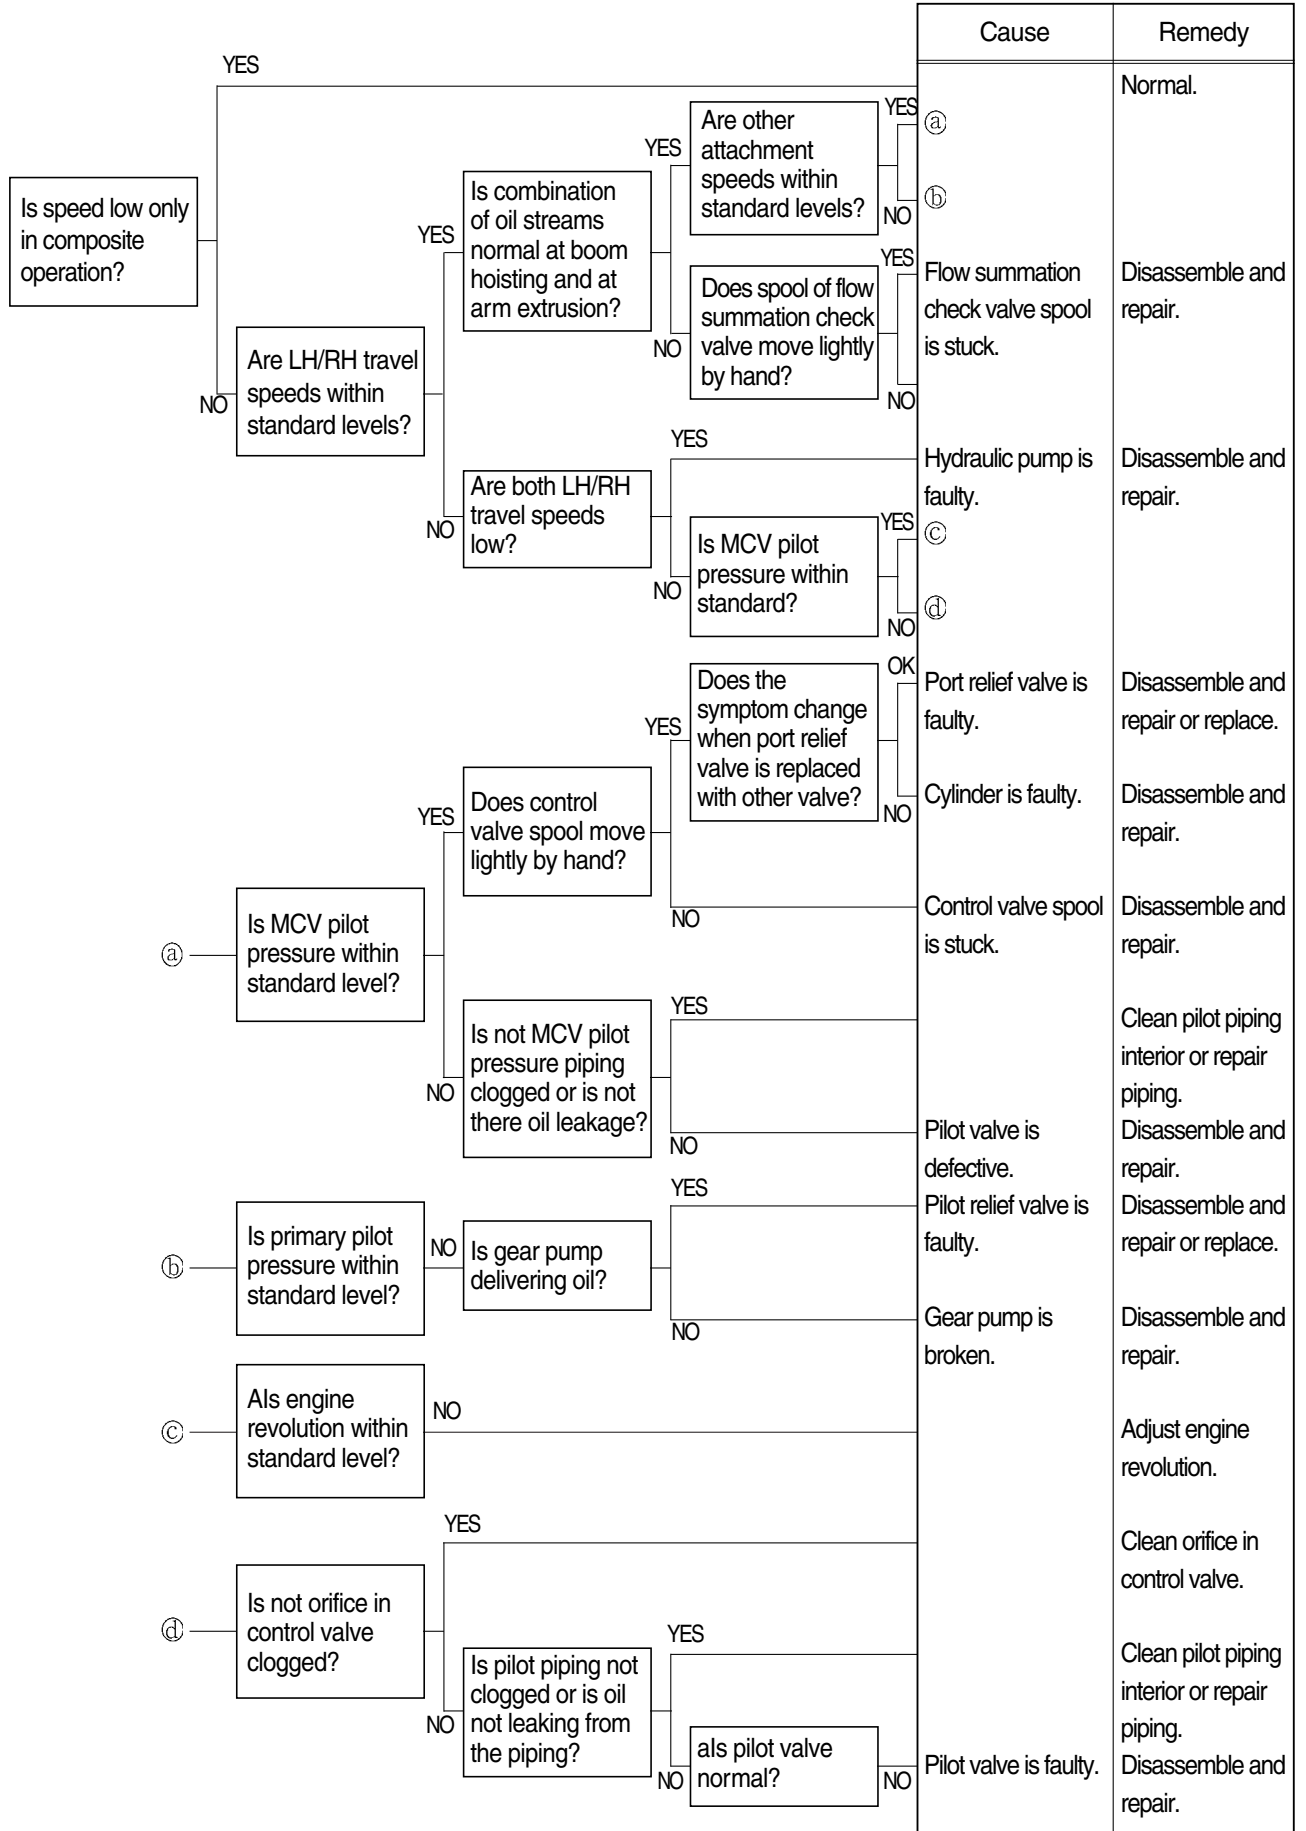 Cause
Remedy
YES
Normal.
Is speed low only
in composite
operation?
NO
Are LH/RH travel
speeds within
standard levels?
YES
Is combination
of oil streams
normal at boom
hoisting and at
arm extrusion?
YES
Are other
attachment
speeds within
standard levels?
YES
ⓐ
ⓑ
NO
NO
Does spool of flow
summation check
valve move lightly
by hand?
YES
Flow summation
check valve spool
is stuck.
Disassemble and
repair.
NO
NO
Are both LH/RH
travel speeds
low?
YES
Hydraulic pump is
faulty.
Disassemble and
repair.
NO
Is MCV pilot
pressure within
standard?
YES
ⓒ
ⓓ
NO
ⓐ
Is MCV pilot
pressure within
standard level?
YES
Does control
valve spool move
lightly by hand?
YES
Does the
symptom change
when port relief
valve is replaced
with other valve?
OK
Port relief valve is
faulty.
Disassemble and
repair or replace.
NO
Cylinder is faulty.
Disassemble and
repair.
NO
Control valve spool
is stuck.
Disassemble and
repair.
NO
Is not MCV pilot
pressure piping
clogged or is not
there oil leakage?
YES
Clean pilot piping
interior or repair
piping.
NO
Pilot valve is
defective.
Disassemble and
repair.
ⓑ
Is primary pilot
pressure within
standard level?
NO
Is gear pump
delivering oil?
YES
Pilot relief valve is
faulty.
Disassemble and
repair or replace.
NO
Gear pump is
broken.
Disassemble and
repair.
ⓒ
AIs engine
revolution within
standard level?
NO
Adjust engine
revolution.
ⓓ
Is not orifice in
control valve
clogged?
YES
Clean orifice in
control valve.
NO
Is pilot piping not
clogged or is oil
not leaking from
the piping?
YES
Clean pilot piping
interior or repair
piping.
NO
aIs pilot valve
normal?
NO
Pilot valve is faulty.
Disassemble and
repair.